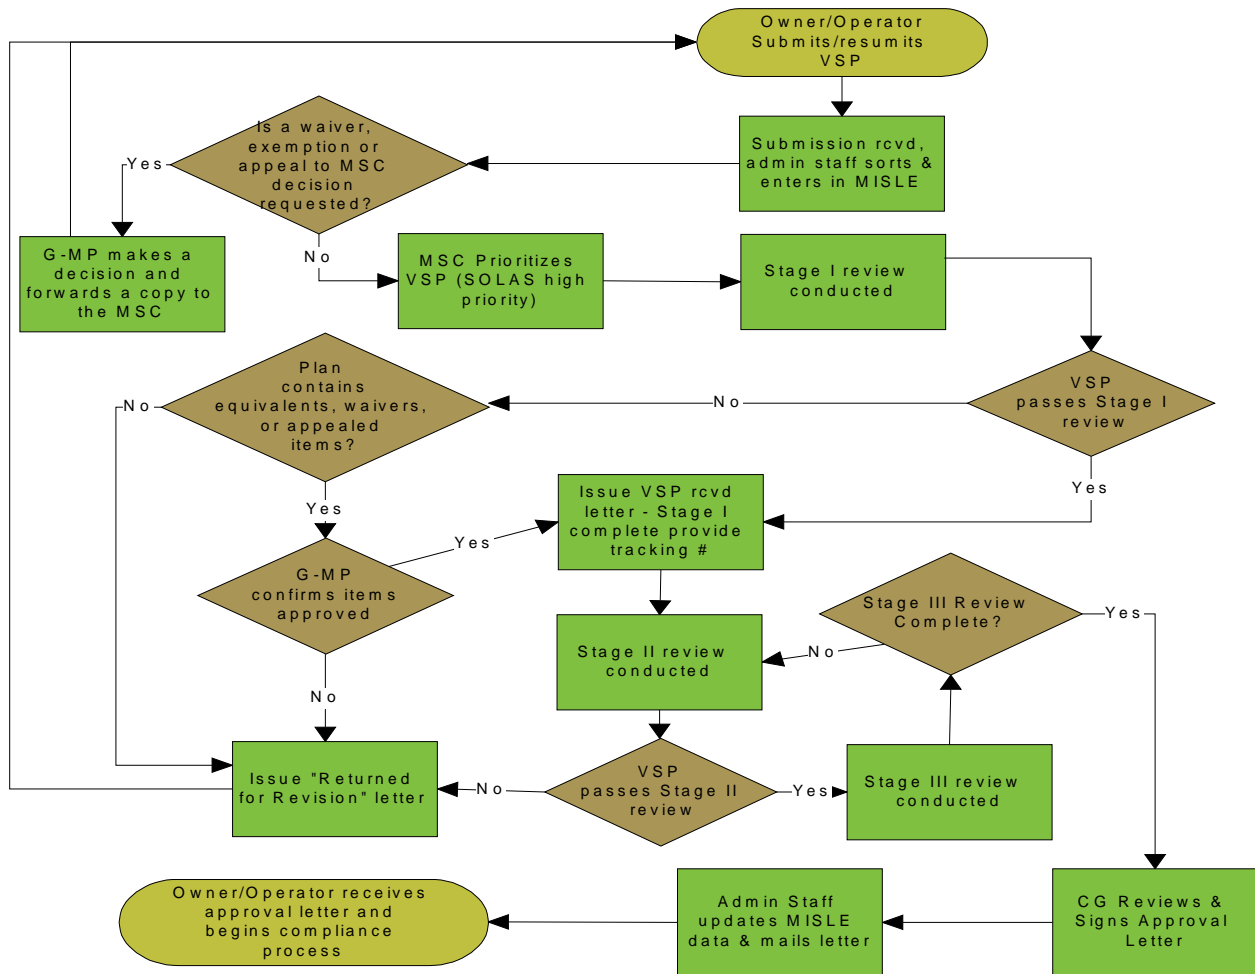 Owner/Operator
Submits/resumits
VSP
Is a waiver,
exemption or
appeal to MSC
decision
requested?
Submission rcvd,
admin staff sorts &
enters in MISLE
Yes
No
G-MP makes a
decision and
forwards a copy to
the MSC
MSC Prioritizes
VSP (SOLAS high
priority)
Stage I review
conducted
Plan
contains
equivalents, waivers,
or appealed
items?
VSP
passes Stage I
review
No
No
Yes
Yes
Issue VSP rcvd
letter - Stage I
complete provide
tracking #
Yes
G-MP
confirms items
approved
Stage III Review
Complete?
Yes
Stage II review
conducted
No
No
Issue "Returned
for Revision" letter
No
VSP
passes Stage II
review
Yes
Stage III review
conducted
Owner/Operator receives
approval letter and
begins compliance
process
Admin Staff
updates MISLE
data & mails letter
CG Reviews &
Signs Approval
Letter